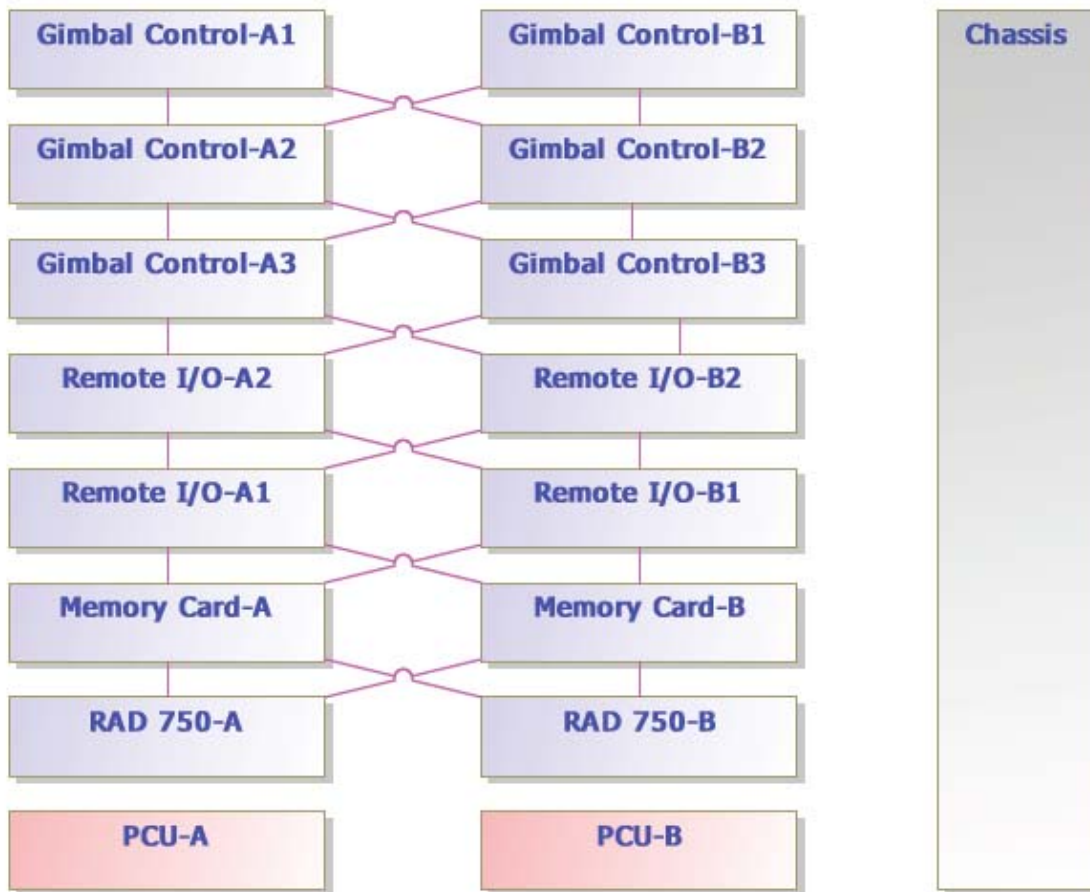 Gimbal Control-A1
Gimbal Control-B1
Chassis
Gimbal Control-A2
Gimbal Control-B2
Gimbal Control-A3
Gimbal Control-B3
Remote I/O-A2
Remote I/O-B2
Remote I/O-A1
Remote I/O-B1
Memory Card-A
Memory Card-B
RAD 750-A
RAD 750-B
PCU-A
PCU-B